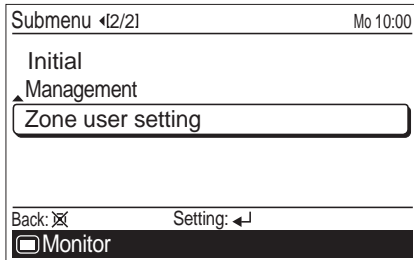 Submenu [2/2] Mo 10:00
Initial
Management
Zone user setting
Back: Setting:
Monitor